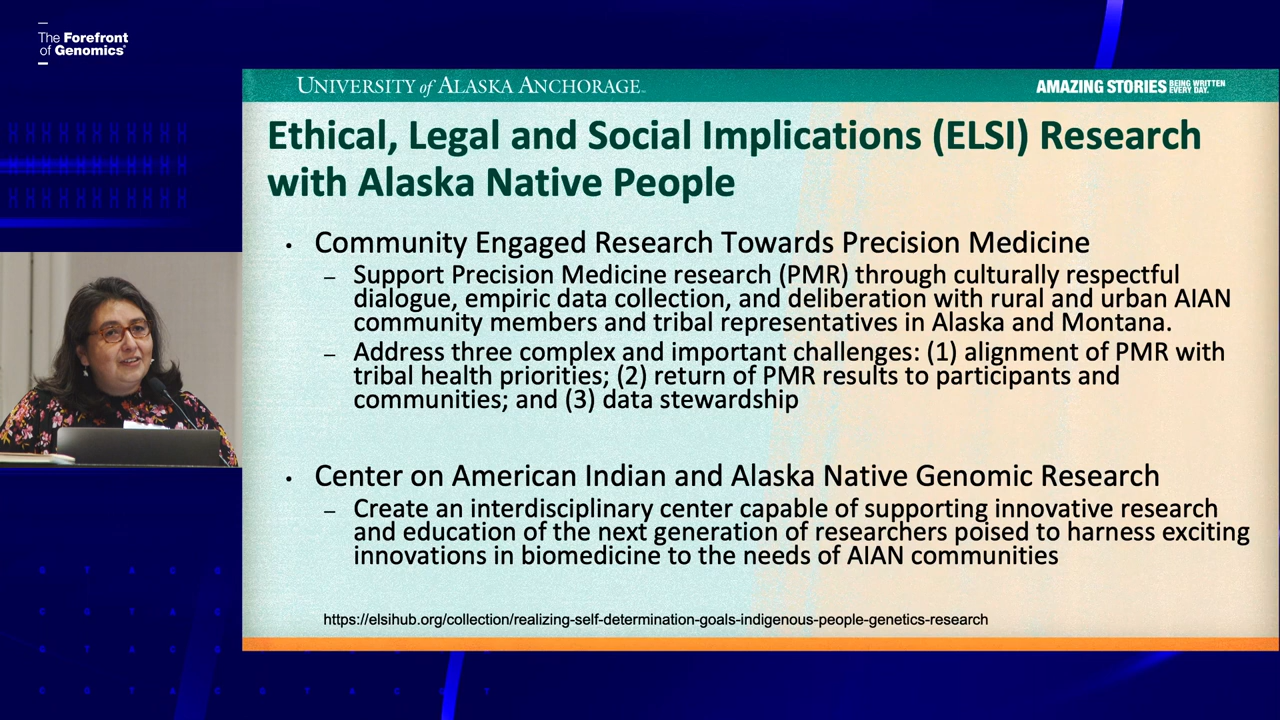 The Forefront
of Genomics®
UNIVERSITY of ALASKA ANCHORAGE
AMAZING STORIES BEING WRITTEN EVERY DAY.
Ethical, Legal and Social Implications (ELSI) Research
with Alaska Native People
• Community Engaged Research Towards Precision Medicine
– Support Precision Medicine research (PMR) through culturally respectful
dialogue, empiric data collection, and deliberation with rural and urban AIAN
community members and tribal representatives in Alaska and Montana.
– Address three complex and important challenges: (1) alignment of PMR with
tribal health priorities; (2) return of PMR results to participants and
communities; and (3) data stewardship
• Center on American Indian and Alaska Native Genomic Research
– Create an interdisciplinary center capable of supporting innovative research
and education of the next generation of researchers poised to harness exciting
innovations in biomedicine to the needs of AIAN communities
https://elsihub.org/collection/realizing-self-determination-goals-indigenous-people-genetics-research